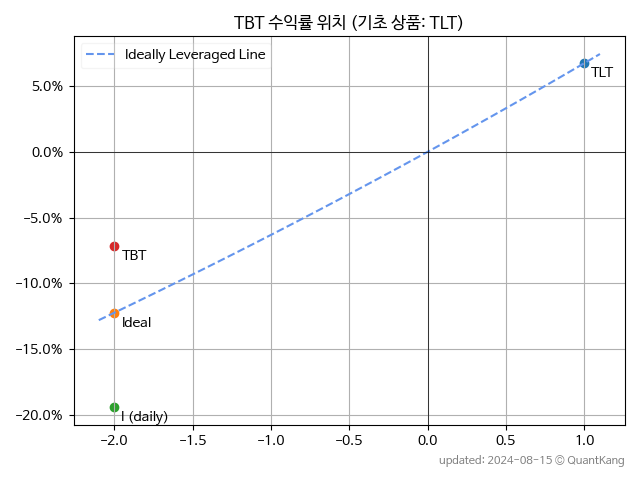 TBT 수익률 위치 (기초 상품: TLT)
Ideally Leveraged Line
TLT
5.0%
0.0%
−5.0%
TBT
−10.0%
Ideal
−15.0%
−20.0%
I (daily)
−2.0 −1.5 −1.0 −0.5 0.0 0.5 1.0
updated: 2024-08-15 © QuantKang